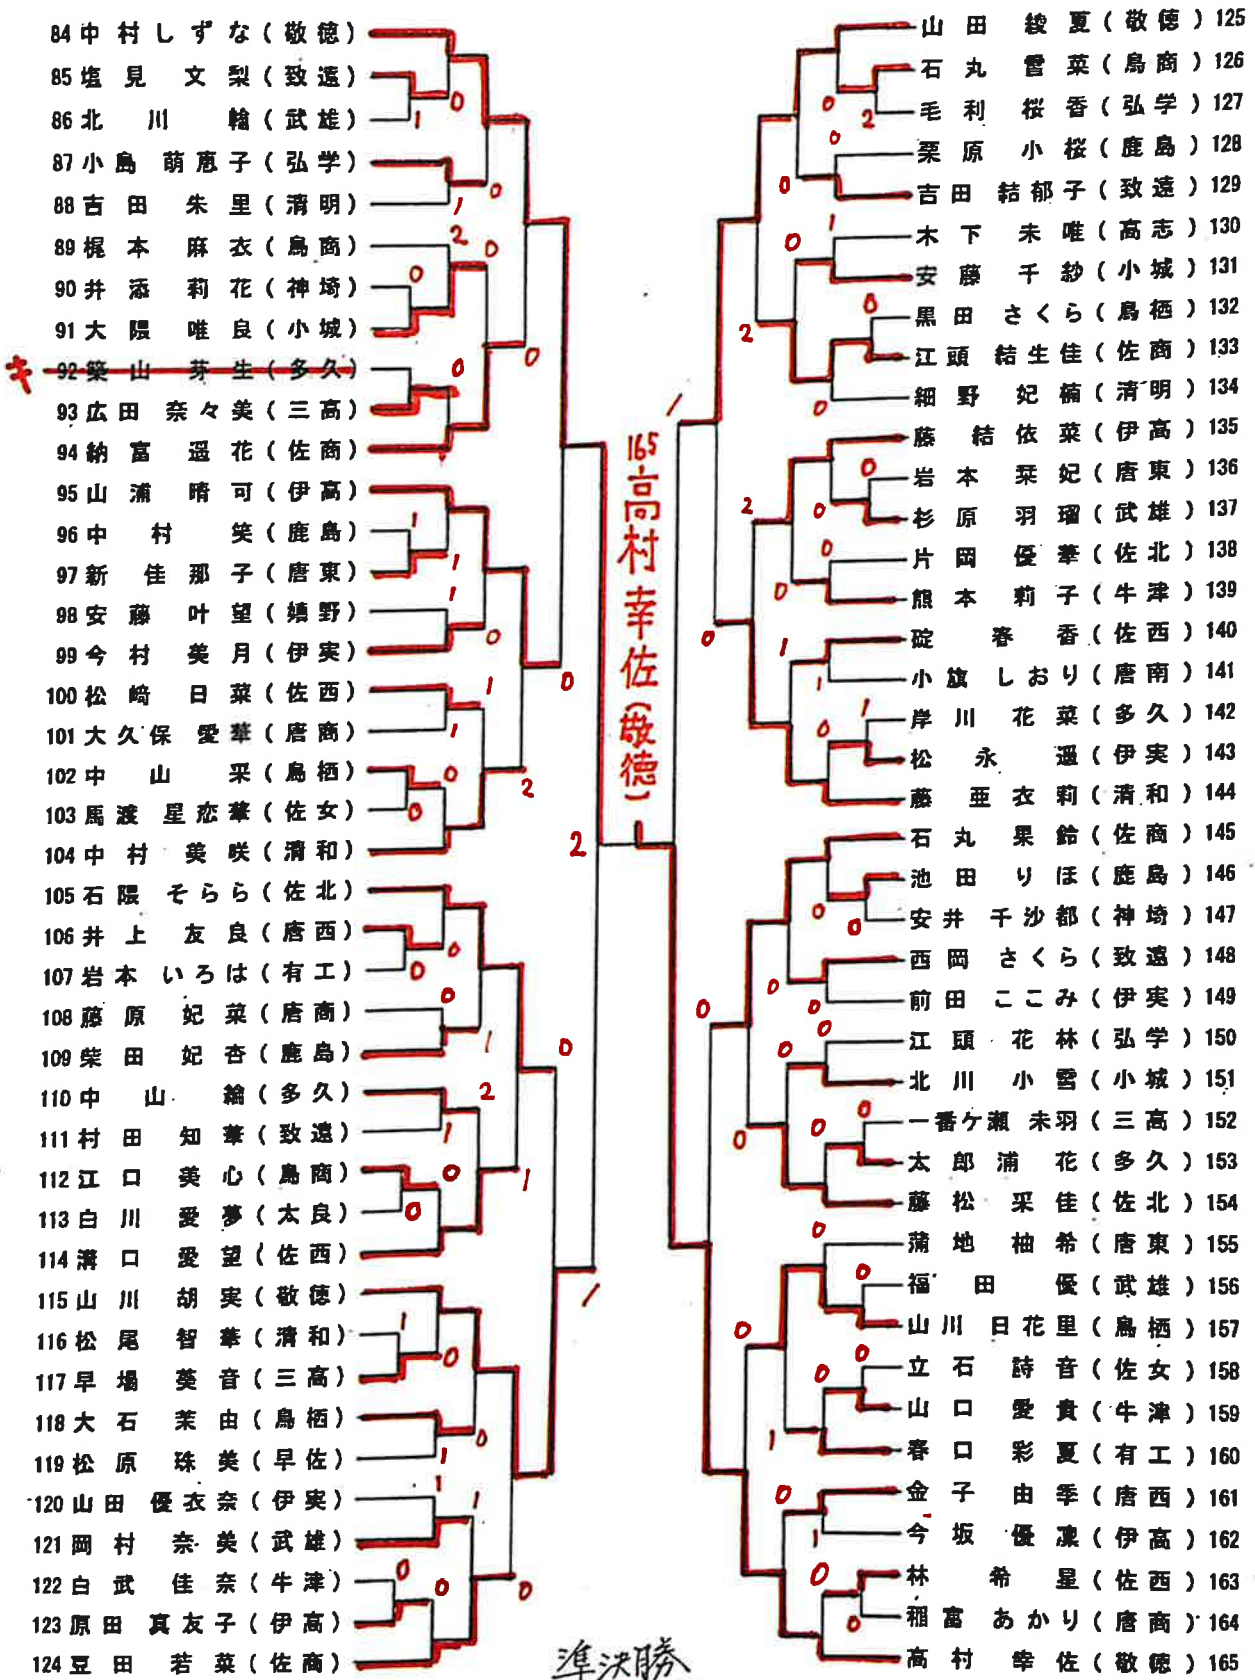 84 中村しずな (敬徳)
85 塩見 文梨 (致遠)
86 北川 輪 (武雄)
87 小島 萌恵子 (弘学)
88 古田 朱里 (清明)
89 梶本 麻衣 (鳥商)
90 井添 莉花 (神埼)
91 大隈 唯良 (小城)
キ 92 築山 芽生 (多久)
93 広田 奈々美 (三高)
94 納富 遥花 (佐商)
95 山浦 晴可 (伊高)
96 中村 笑 (鹿島)
97 新 佳那子 (唐東)
98 安藤 叶望 (嬉野)
99 今村 美月 (伊実)
100 松崎 日菜 (佐西)
101 大久保 愛華 (唐商)
102 中山 采 (鳥栖)
103 馬渡 星恋華 (佐女)
104 中村 美咲 (清和)
105 石隈 そらら (佐北)
106 井上 友良 (唐西)
107 岩本 いろは (有工)
108 藤原 妃菜 (唐商)
109 柴田 妃杏 (鹿島)
110 中山 綸 (多久)
111 村田 知華 (致遠)
112 江口 美心 (鳥商)
113 白川 愛夢 (太良)
114 溝口 愛望 (佐西)
115 山川 胡実 (敬徳)
116 松尾 智華 (清和)
117 早場 葵音 (三高)
118 大石 茉由 (鳥栖)
119 松原 珠美 (早佐)
120 山田 優衣奈 (伊実)
121 岡村 奈美 (武雄)
122 白武 佳奈 (牛津)
123 原田 真友子 (伊高)
124 豆田 若菜 (佐商)
165 高村幸佐(敬徳)
準決勝
山田 綾夏 (敬徳) 125
石丸 雪菜 (鳥商) 126
毛利 桜香 (弘学) 127
栗原 小桜 (鹿島) 128
吉田 結郁子 (致遠) 129
木下 未唯 (高志) 130
安藤 千紗 (小城) 131
黒田 さくら (鳥栖) 132
江頭 結生佳 (佐商) 133
細野 妃楠 (清明) 134
藤 結依菜 (伊高) 135
岩本 栞妃 (唐東) 136
杉原 羽瑠 (武雄) 137
片岡 優華 (佐北) 138
熊本 莉子 (牛津) 139
碇 春香 (佐西) 140
小旗 しおり (唐南) 141
岸川 花菜 (多久) 142
松永 遥 (伊実) 143
藤 亜衣莉 (清和) 144
石丸 果鈴 (佐商) 145
池田 りほ (鹿島) 146
安井 千沙都 (神埼) 147
西岡 さくら (致遠) 148
前田 ここみ (伊実) 149
江頭 花林 (弘学) 150
北川 小雪 (小城) 151
一番ケ瀬 未羽 (三高) 152
太郎浦 花 (多久) 153
藤松 采佳 (佐北) 154
蒲地 柚希 (唐東) 155
福田 優 (武雄) 156
山川 日花里 (鳥栖) 157
立石 詩音 (佐女) 158
山口 愛貴 (牛津) 159
春口 彩夏 (有工) 160
金子 由季 (唐西) 161
今坂 優凜 (伊高) 162
林 希星 (佐西) 163
稲富 あかり (唐商) 164
高村 幸佐 (敬徳) 165